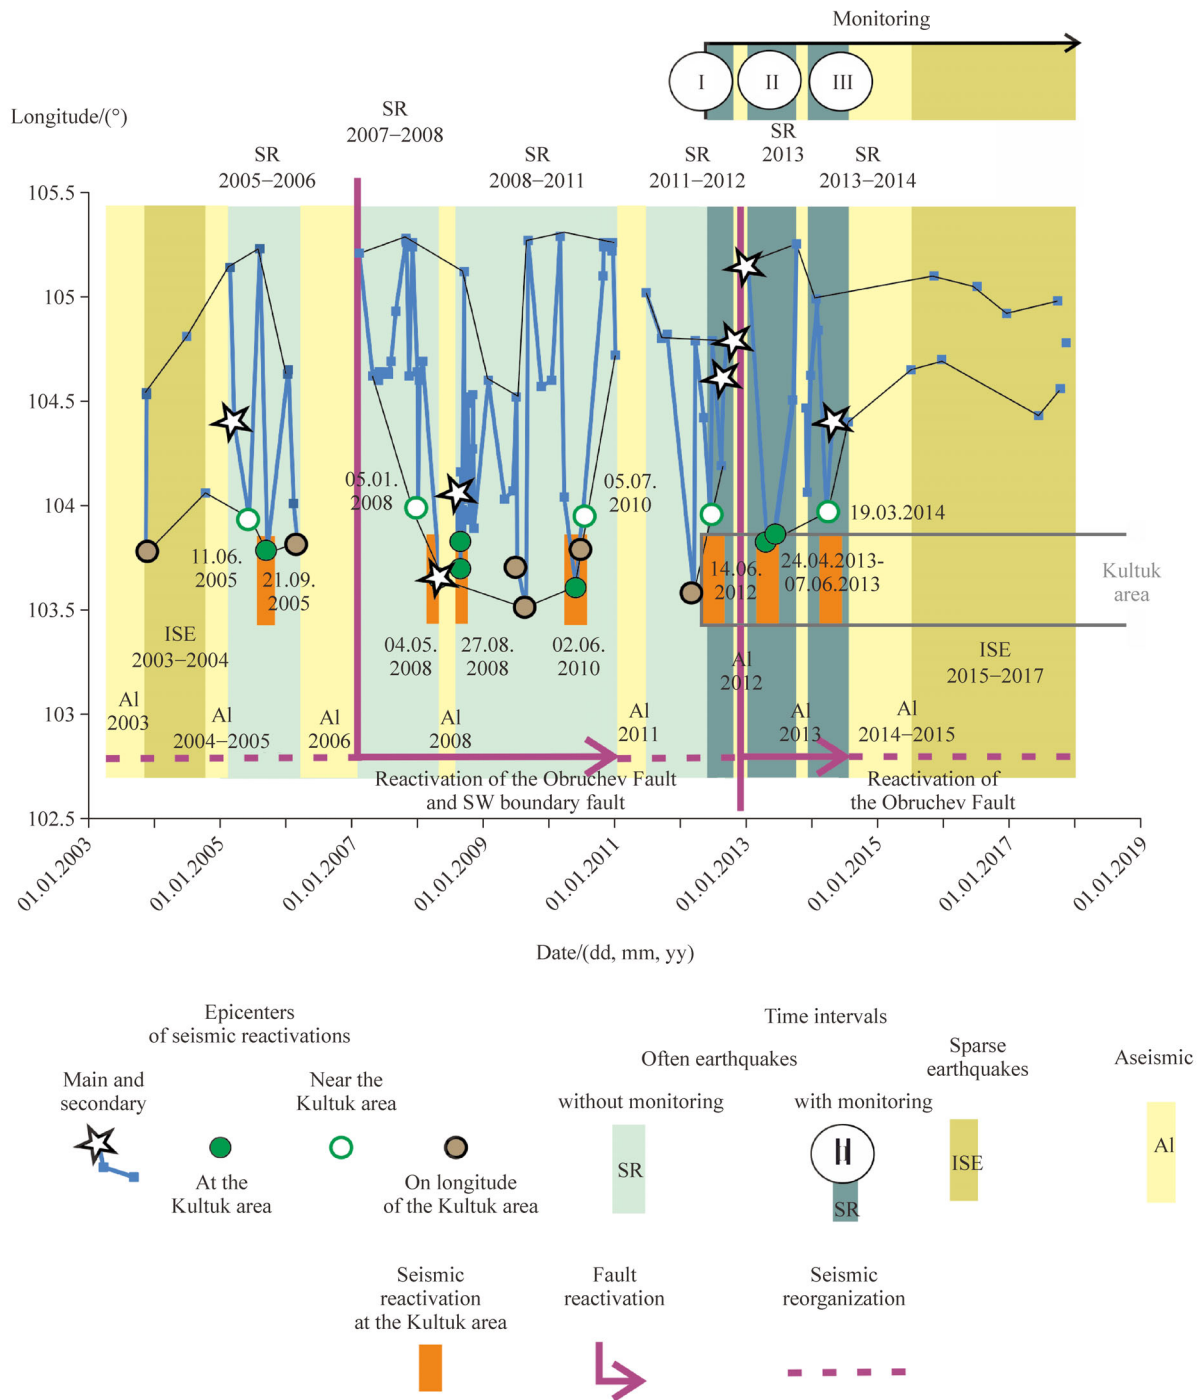 Monitoring
I
II
III
Longitude/(°)
SR
2007−2008
SR
2005−2006
SR
2008−2011
SR
2011−2012
SR
2013
SR
2013−2014
105.5
105
104.5
104
103.5
103
102.5
05.01.
2008
05.07.
2010
19.03.2014
11.06.
2005
21.09.
2005
14.06.
2012
24.04.2013-
07.06.2013
Kultuk
area
04.05.
2008
27.08.
2008
02.06.
2010
ISE
2003−2004
ISE
2015−2017
Al
2003
Al
2004−2005
Al
2006
Al
2008
Al
2011
Al
2012
Al
2013
Al
2014−2015
Reactivation of the Obruchev Fault
and SW boundary fault
Reactivation of
the Obruchev Fault
01.01.2003
01.01.2005
01.01.2007
01.01.2009
01.01.2011
01.01.2013
01.01.2015
01.01.2017
01.01.2019
Date/(dd, mm, yy)
Epicenters
of seismic reactivations
Time intervals
Often earthquakes
Sparse
earthquakes
Aseismic
Main and
secondary
Near the
Kultuk area
without monitoring
with monitoring
At the
Kultuk area
On longitude
of the Kultuk area
SR
II
SR
ISE
Al
Seismic
reactivation
at the Kultuk area
Fault
reactivation
Seismic
reorganization